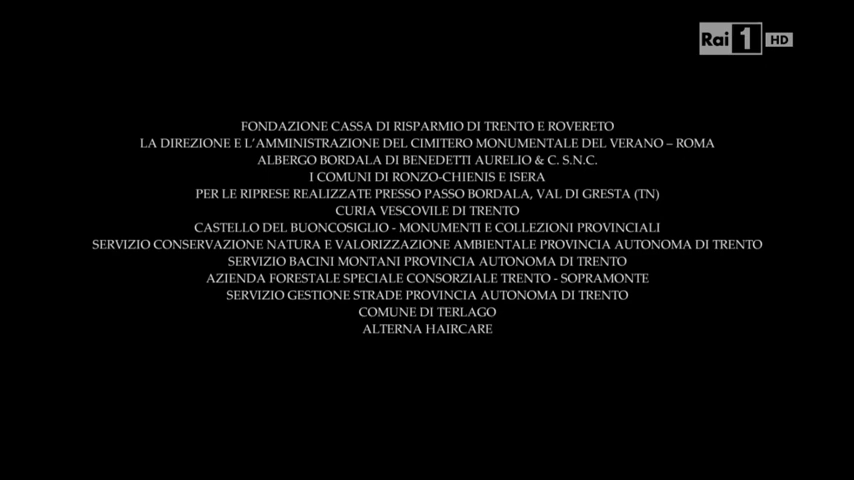 Rai 1 HD
FONDAZIONE CASSA DI RISPARMIO DI TRENTO E ROVERETO
LA DIREZIONE E L'AMMINISTRAZIONE DEL CIMITERO MONUMENTALE DEL VERANO – ROMA
ALBERGO BORDALA DI BENEDETTI AURELIO & C. S.N.C.
I COMUNI DI RONZO-CHIENIS E ISERA
PER LE RIPRESE REALIZZATE PRESSO PASSO BORDALA, VAL DI GRESTA (TN)
CURIA VESCOVILE DI TRENTO
CASTELLO DEL BUONCOSIGLIO - MONUMENTI E COLLEZIONI PROVINCIALI
SERVIZIO CONSERVAZIONE NATURA E VALORIZZAZIONE AMBIENTALE PROVINCIA AUTONOMA DI TRENTO
SERVIZIO BACINI MONTANI PROVINCIA AUTONOMA DI TRENTO
AZIENDA FORESTALE SPECIALE CONSORZIALE TRENTO - SOPRAMONTE
SERVIZIO GESTIONE STRADE PROVINCIA AUTONOMA DI TRENTO
COMUNE DI TERLAGO
ALTERNA HAIRCARE